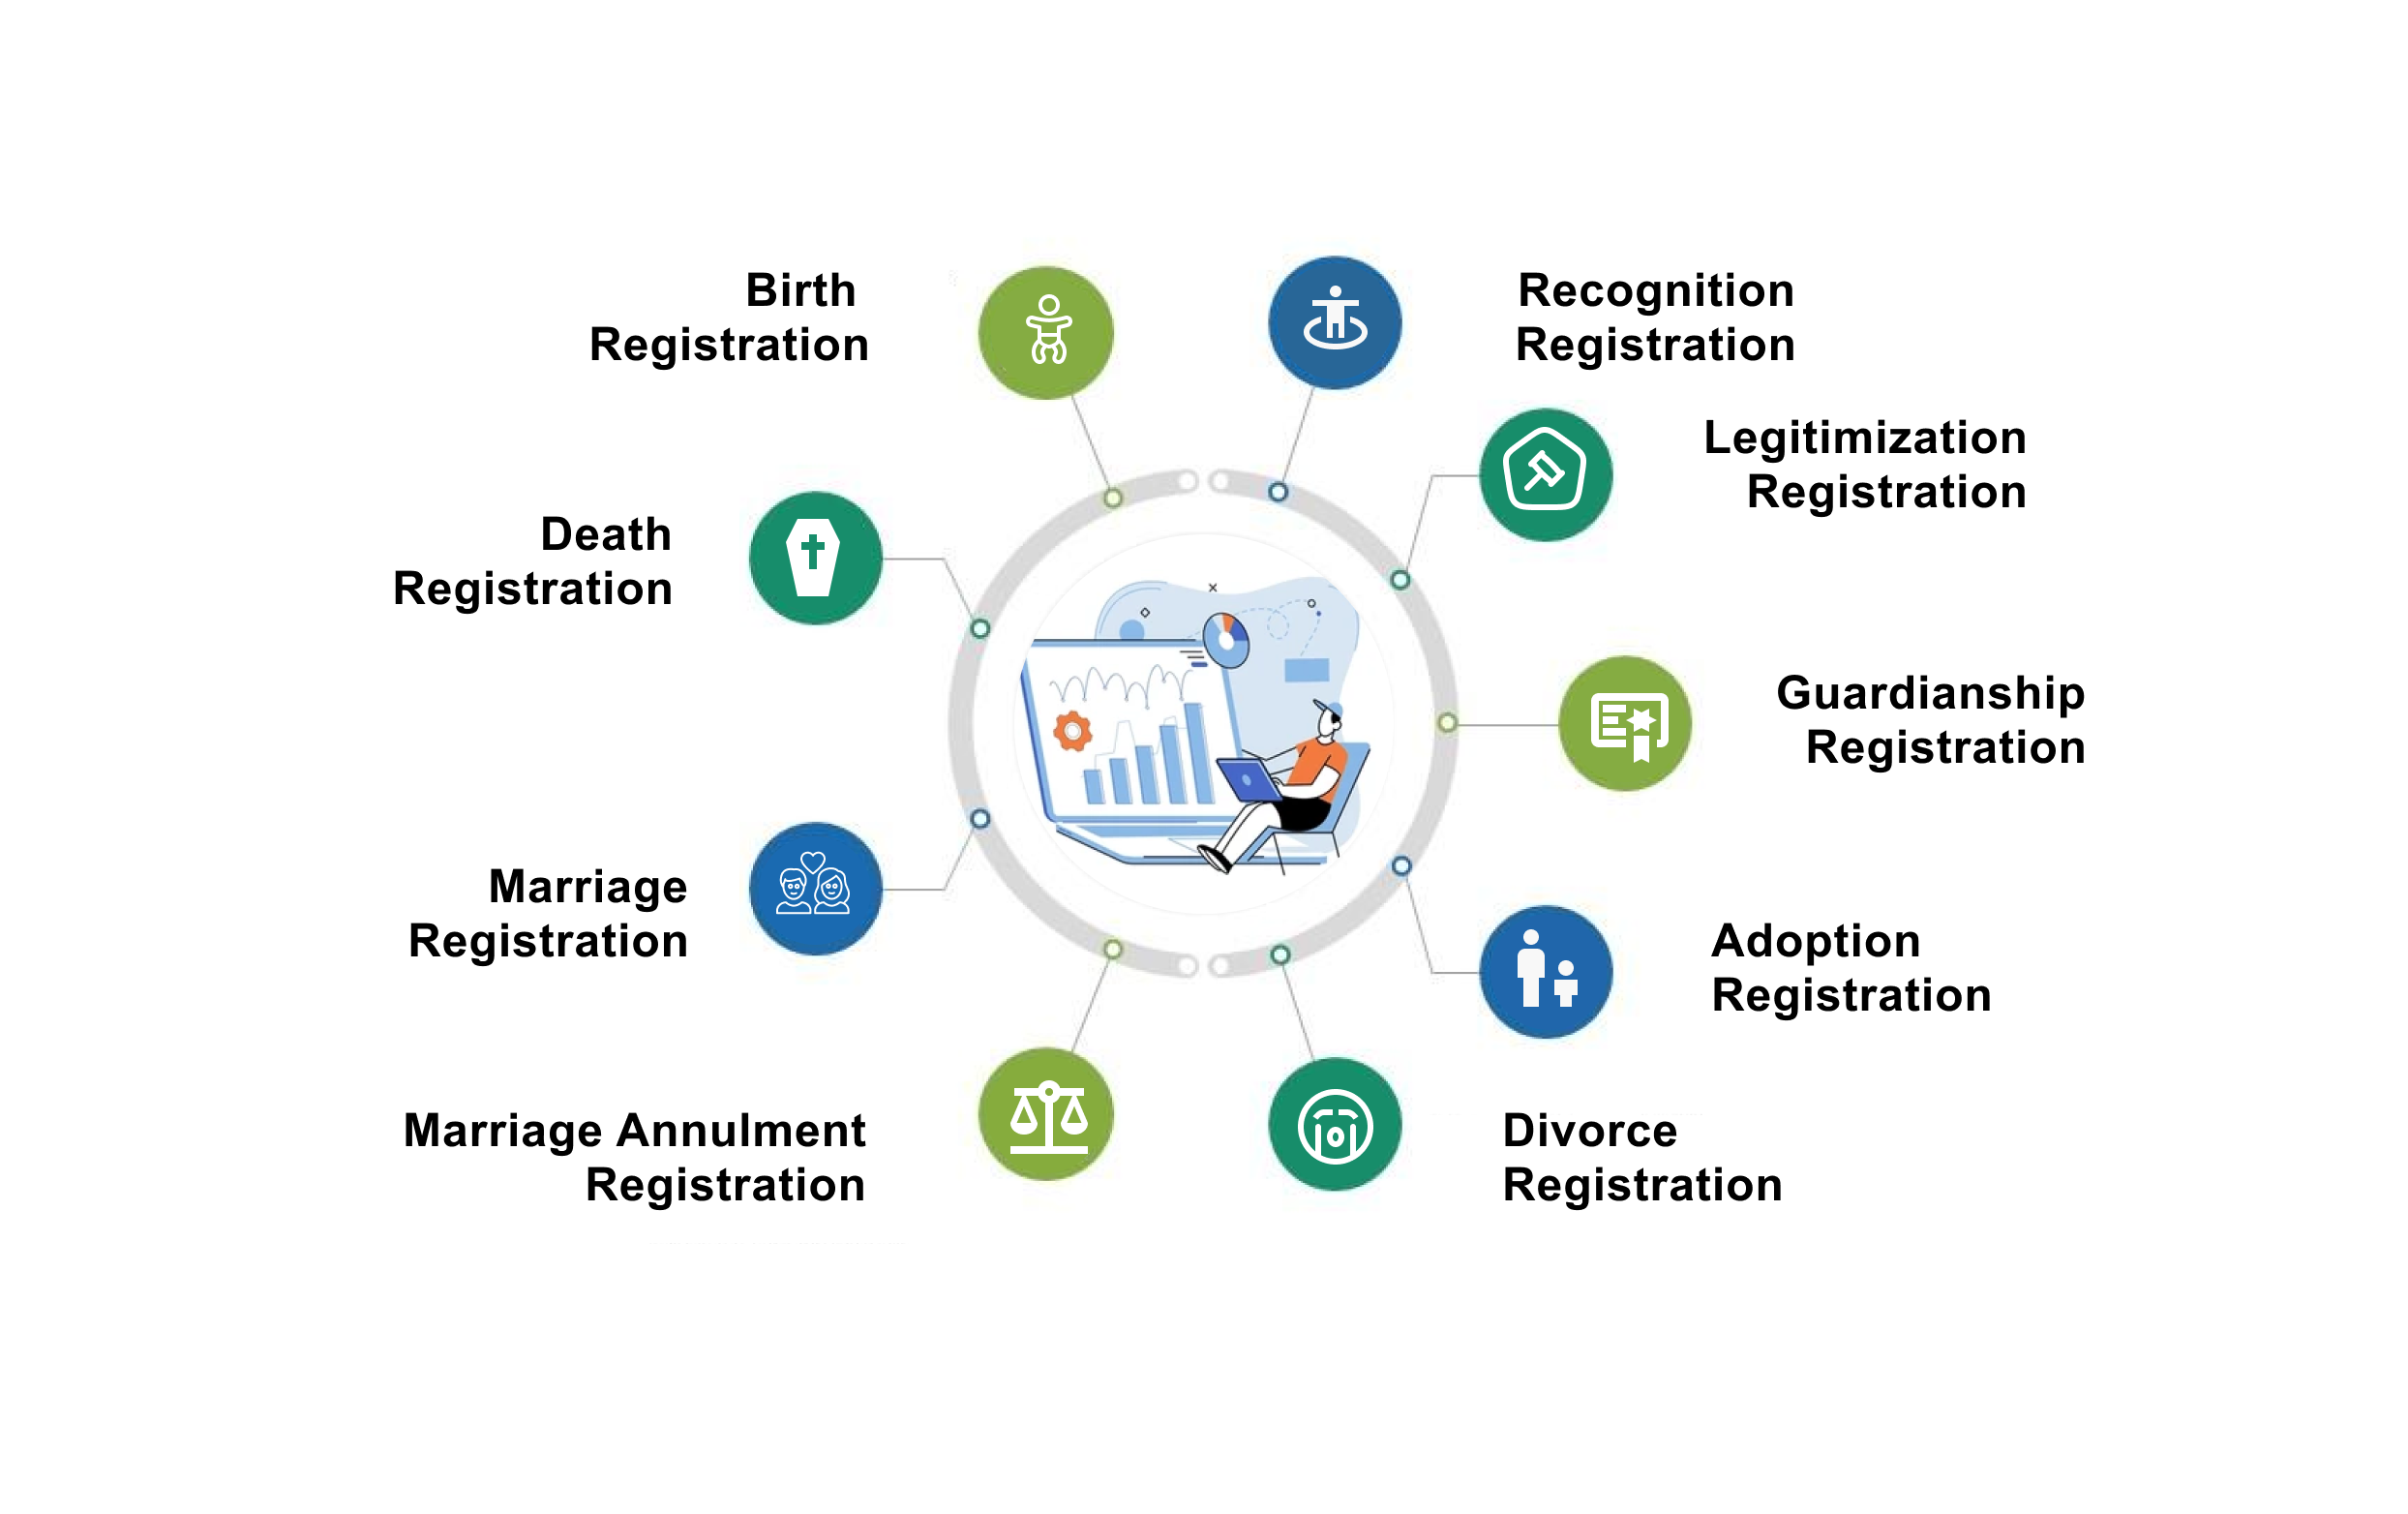 Birth
Registration
Recognition
Registration
Legitimization
Registration
Death
Registration
Guardianship
Registration
Marriage
Registration
Adoption
Registration
Marriage Annulment
Registration
Divorce
Registration